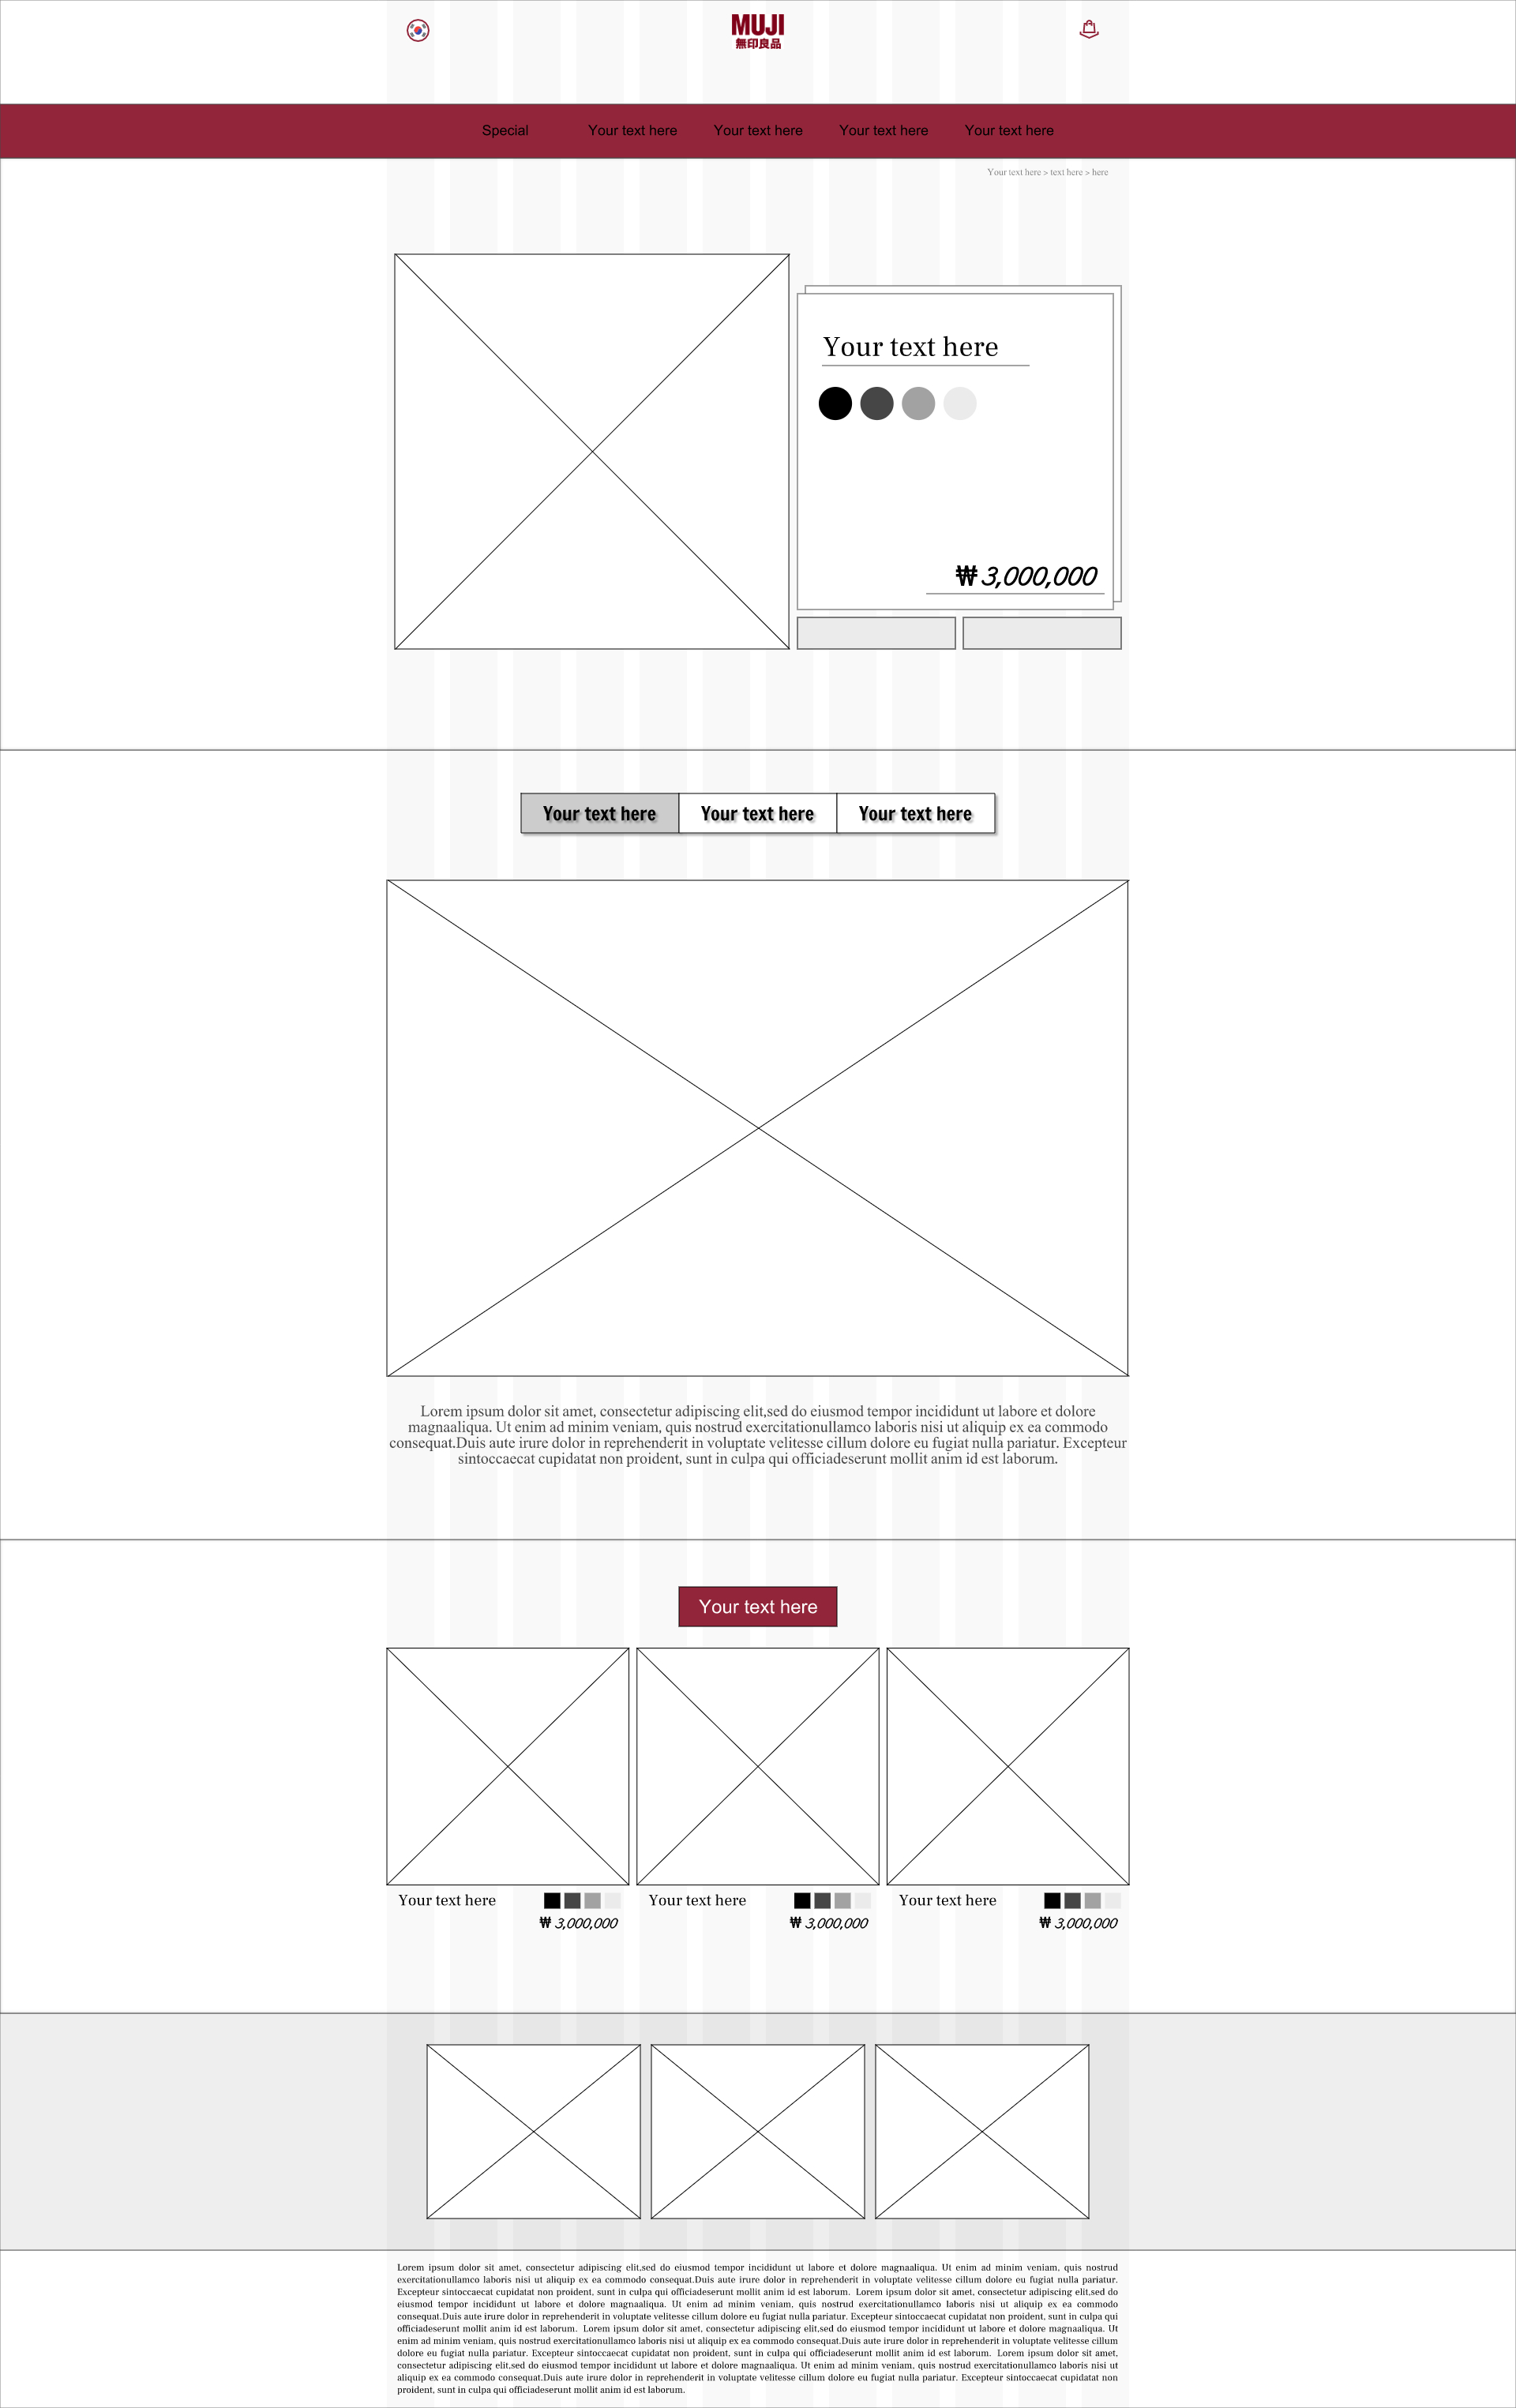 MUJI
無印良品
Special Your text here Your text here Your text here Your text here
Your text here > text here > here
Your text here
₩ 3,000,000
Your text here Your text here Your text here
Lorem ipsum dolor sit amet, consectetur adipiscing elit,sed do eiusmod tempor incididunt ut labore et dolore
magnaaliqua. Ut enim ad minim veniam, quis nostrud exercitationullamco laboris nisi ut aliquip ex ea commodo
consequat.Duis aute irure dolor in reprehenderit in voluptate velitesse cillum dolore eu fugiat nulla pariatur. Excepteur
sintoccaecat cupidatat non proident, sunt in culpa qui officiadeserunt mollit anim id est laborum.
Your text here
Your text here Your text here Your text here
₩ 3,000,000 ₩ 3,000,000 ₩ 3,000,000
Lorem ipsum dolor sit amet, consectetur adipiscing elit,sed do eiusmod tempor incididunt ut labore et dolore magnaaliqua. Ut enim ad minim veniam, quis nostrud
exercitationullamco laboris nisi ut aliquip ex ea commodo consequat.Duis aute irure dolor in reprehenderit in voluptate velitesse cillum dolore eu fugiat nulla pariatur.
Excepteur sintoccaecat cupidatat non proident, sunt in culpa qui officiadeserunt mollit anim id est laborum. Lorem ipsum dolor sit amet, consectetur adipiscing elit,sed do
eiusmod tempor incididunt ut labore et dolore magnaaliqua. Ut enim ad minim veniam, quis nostrud exercitationullamco laboris nisi ut aliquip ex ea commodo
consequat.Duis aute irure dolor in reprehenderit in voluptate velitesse cillum dolore eu fugiat nulla pariatur. Excepteur sintoccaecat cupidatat non proident, sunt in culpa qui
officiadeserunt mollit anim id est laborum. Lorem ipsum dolor sit amet, consectetur adipiscing elit,sed do eiusmod tempor incididunt ut labore et dolore magnaaliqua. Ut
enim ad minim veniam, quis nostrud exercitationullamco laboris nisi ut aliquip ex ea commodo consequat.Duis aute irure dolor in reprehenderit in voluptate velitesse cillum
dolore eu fugiat nulla pariatur. Excepteur sintoccaecat cupidatat non proident, sunt in culpa qui officiadeserunt mollit anim id est laborum. Lorem ipsum dolor sit amet,
consectetur adipiscing elit,sed do eiusmod tempor incididunt ut labore et dolore magnaaliqua. Ut enim ad minim veniam, quis nostrud exercitationullamco laboris nisi ut
aliquip ex ea commodo consequat.Duis aute irure dolor in reprehenderit in voluptate velitesse cillum dolore eu fugiat nulla pariatur. Excepteur sintoccaecat cupidatat non
proident, sunt in culpa qui officiadeserunt mollit anim id est laborum.